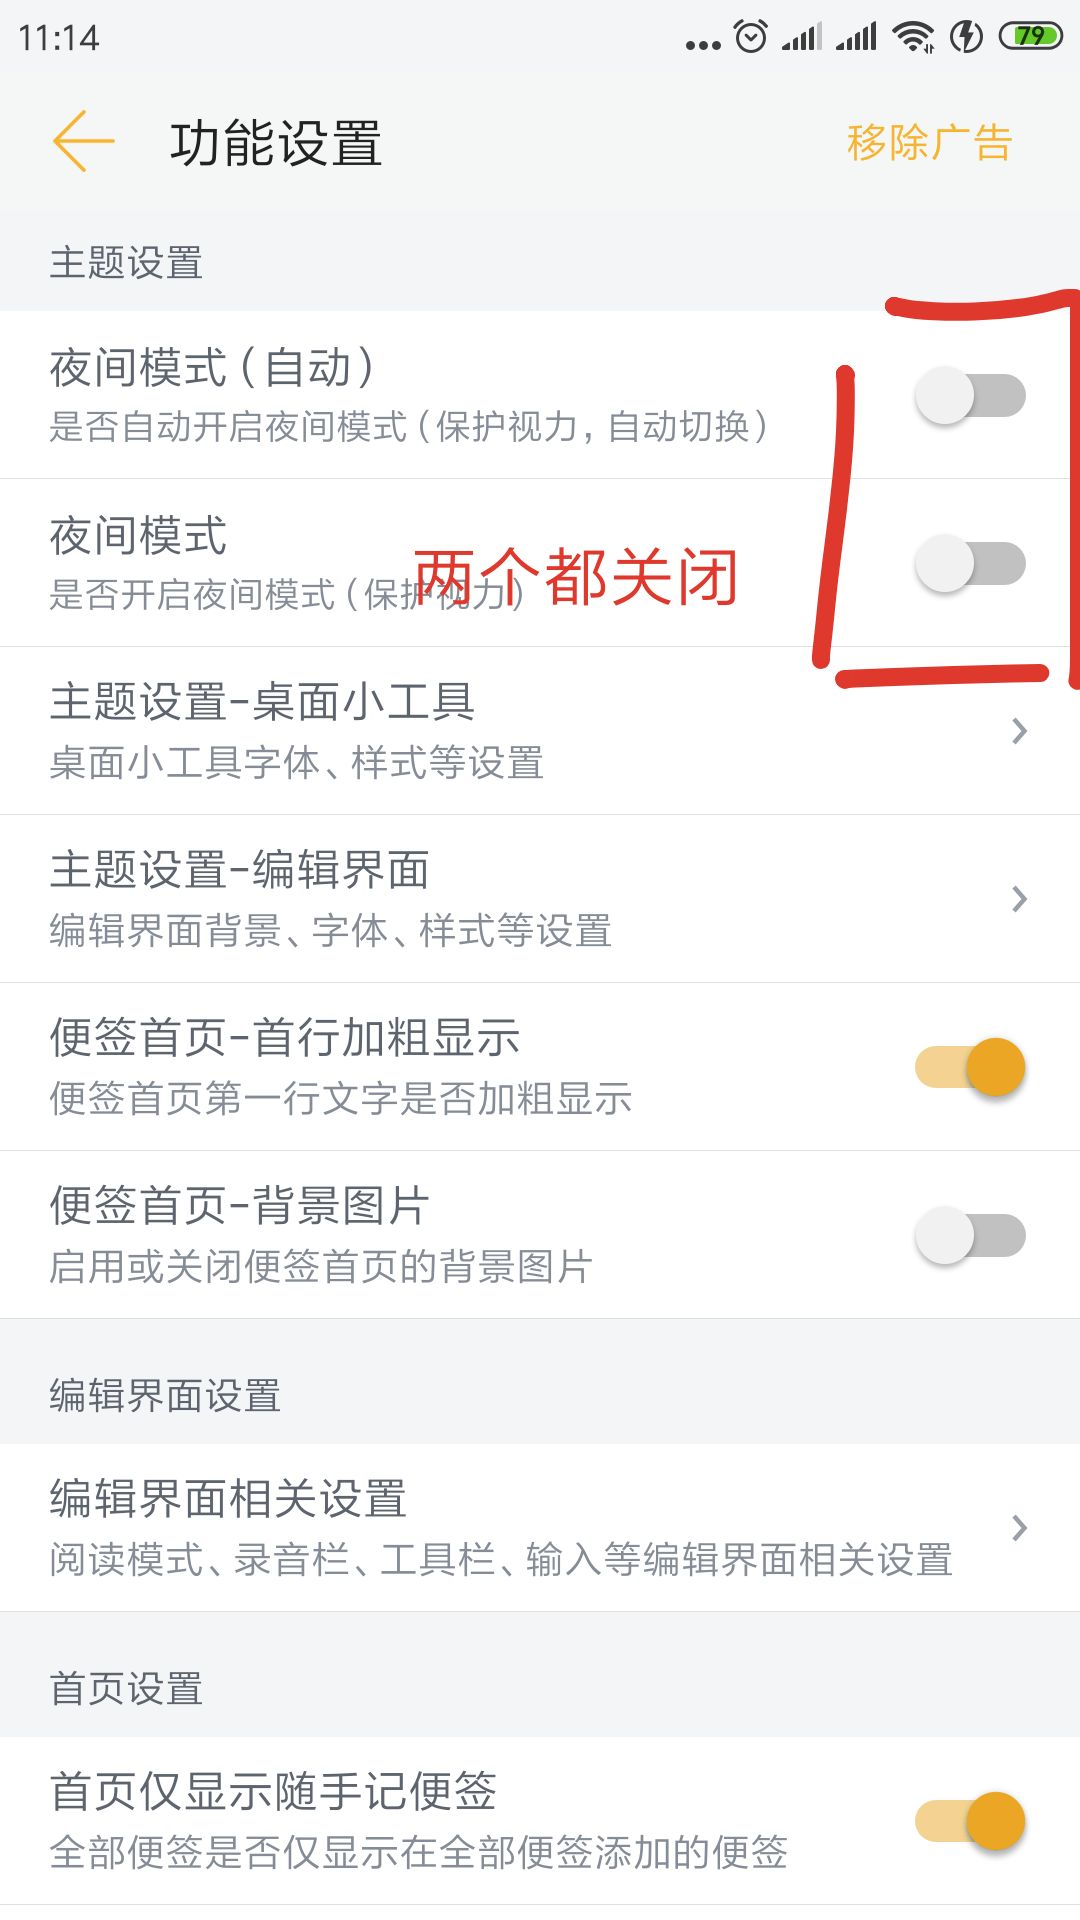 11:14
79
功能设置
移除广告
主题设置
夜间模式（自动）
是否自动开启夜间模式（保护视力，自动切换）
夜间模式
是否开启夜间模式（保护视力）
两个都关闭
主题设置-桌面小工具
桌面小工具字体、样式等设置
主题设置-编辑界面
编辑界面背景、字体、样式等设置
便签首页-首行加粗显示
便签首页第一行文字是否加粗显示
便签首页-背景图片
启用或关闭便签首页的背景图片
编辑界面设置
编辑界面相关设置
阅读模式、录音栏、工具栏、输入等编辑界面相关设置
首页设置
首页仅显示随手记便签
全部便签是否仅显示在全部便签添加的便签